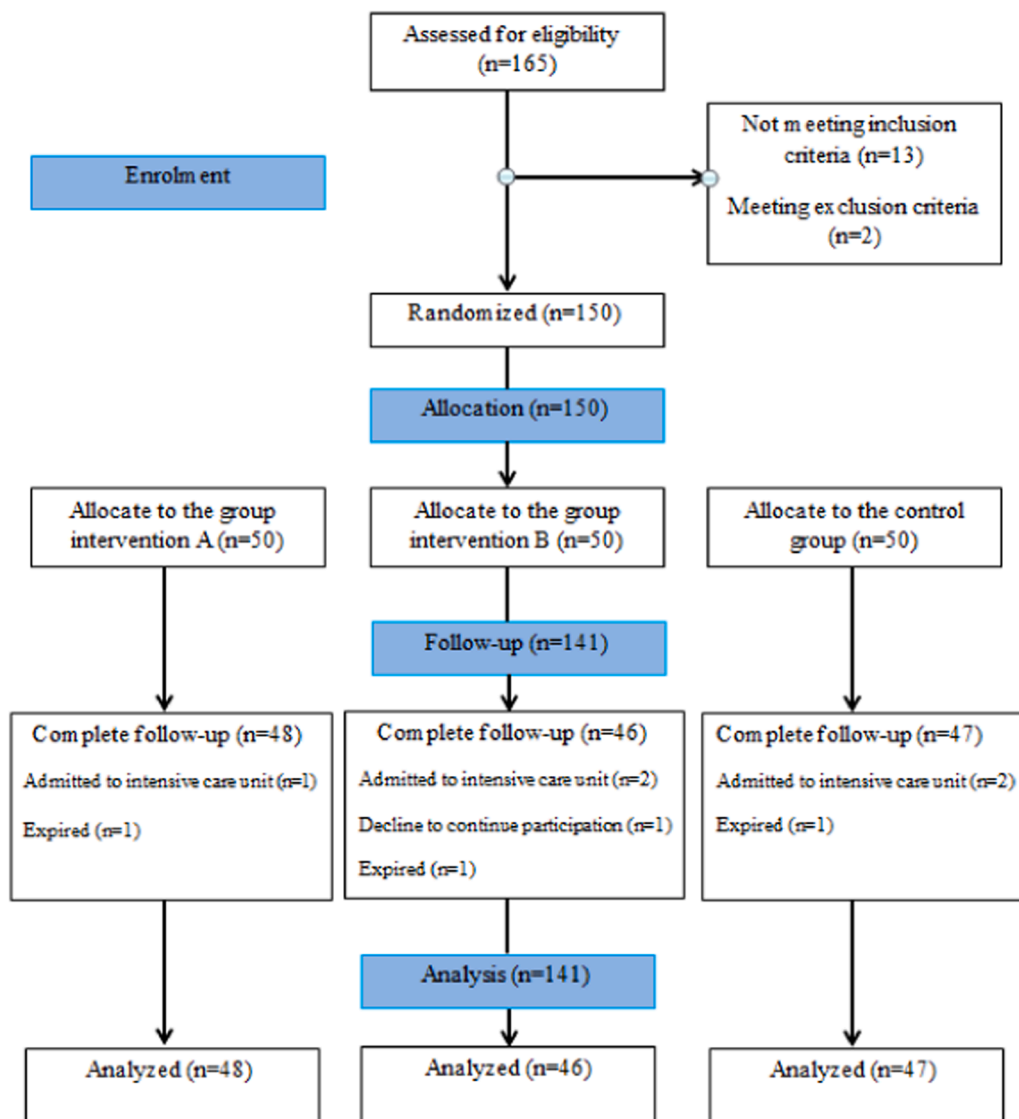 Assessed for eligibility
(n=165)
Not meeting inclusion
criteria (n=13)
Meeting exclusion criteria
(n=2)
Enrolment
Randomized (n=150)
Allocation (n=150)
Allocate to the group
intervention A (n=50)
Allocate to the group
intervention B (n=50)
Allocate to the control
group (n=50)
Follow-up (n=141)
Complete follow-up (n=48)
Admitted to intensive care unit (n=1)
Expired (n=1)
Complete follow-up (n=46)
Admitted to intensive care unit (n=2)
Decline to continue participation (n=1)
Expired (n=1)
Complete follow-up (n=47)
Admitted to intensive care unit (n=2)
Expired (n=1)
Analysis (n=141)
Analyzed (n=48)
Analyzed (n=46)
Analyzed (n=47)